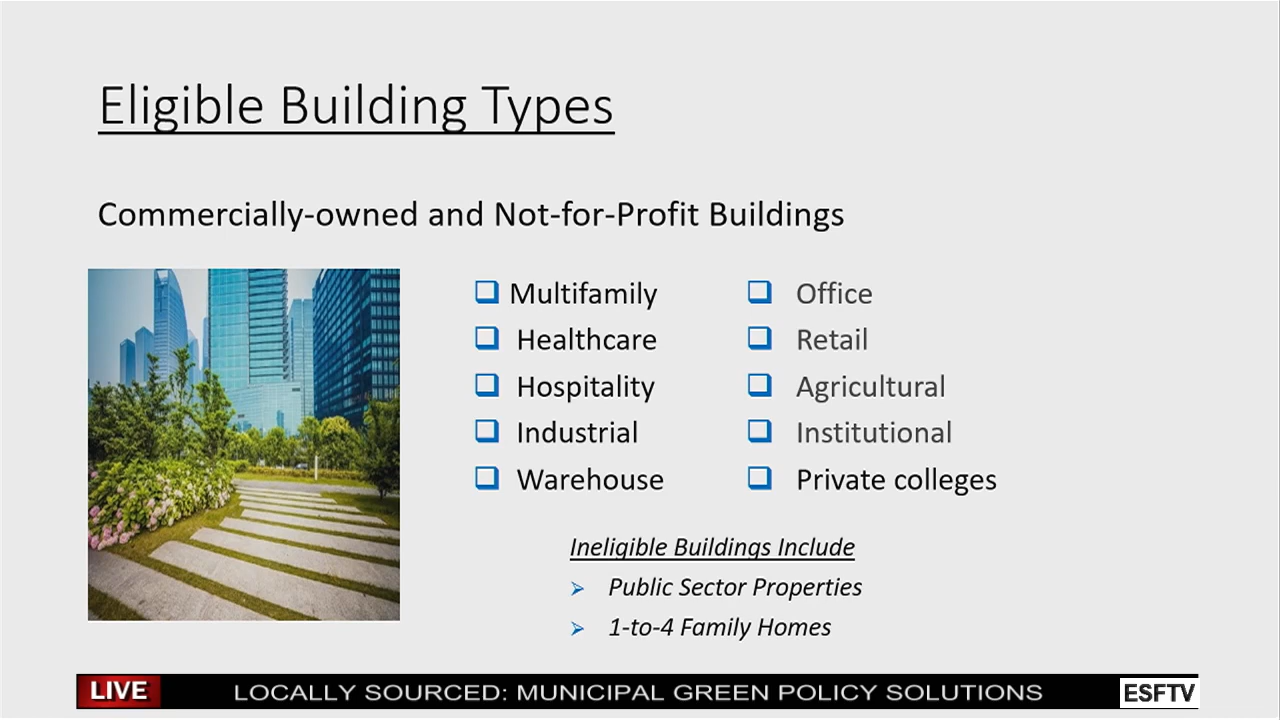 Eligible Building Types
Commercially-owned and Not-for-Profit Buildings
Multifamily
Healthcare
Hospitality
Industrial
Warehouse
Office
Retail
Agricultural
Institutional
Private colleges
Ineligible Buildings Include
Public Sector Properties
1-to-4 Family Homes
LIVE
LOCALLY SOURCED: MUNICIPAL GREEN POLICY SOLUTIONS
ESFTV